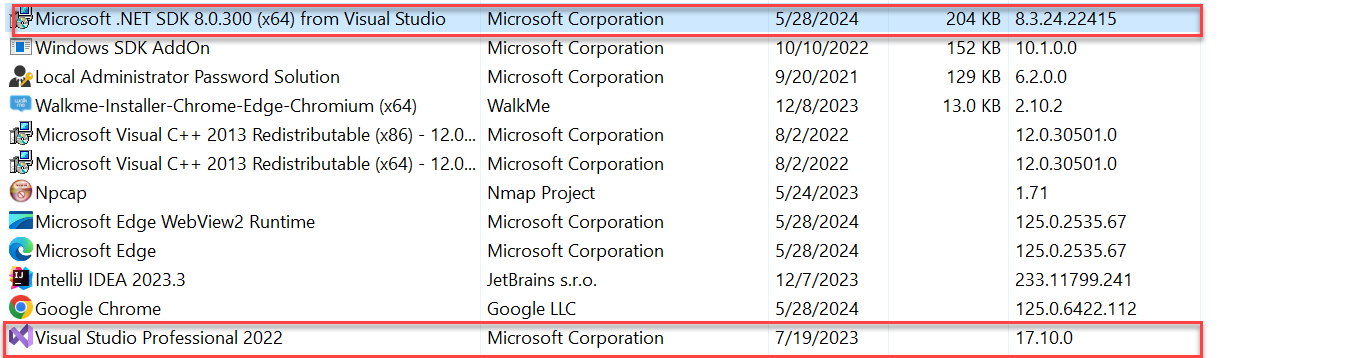 Microsoft .NET SDK 8.0.300 (x64) from Visual Studio Microsoft Corporation 5/28/2024 204 KB 8.3.24.22415
Windows SDK AddOn Microsoft Corporation 10/10/2022 152 KB 10.1.0.0
Local Administrator Password Solution Microsoft Corporation 9/20/2021 129 KB 6.2.0.0
Walkme-Installer-Chrome-Edge-Chromium (x64) WalkMe 12/8/2023 13.0 KB 2.10.2
Microsoft Visual C++ 2013 Redistributable (x86) - 12.0... Microsoft Corporation 8/2/2022 12.0.30501.0
Microsoft Visual C++ 2013 Redistributable (x64) - 12.0... Microsoft Corporation 8/2/2022 12.0.30501.0
Npcap Nmap Project 5/24/2023 1.71
Microsoft Edge WebView2 Runtime Microsoft Corporation 5/28/2024 125.0.2535.67
Microsoft Edge Microsoft Corporation 5/28/2024 125.0.2535.67
IntelliJ IDEA 2023.3 JetBrains s.r.o. 12/7/2023 233.11799.241
Google Chrome Google LLC 5/28/2024 125.0.6422.112
Visual Studio Professional 2022 Microsoft Corporation 7/19/2023 17.10.0